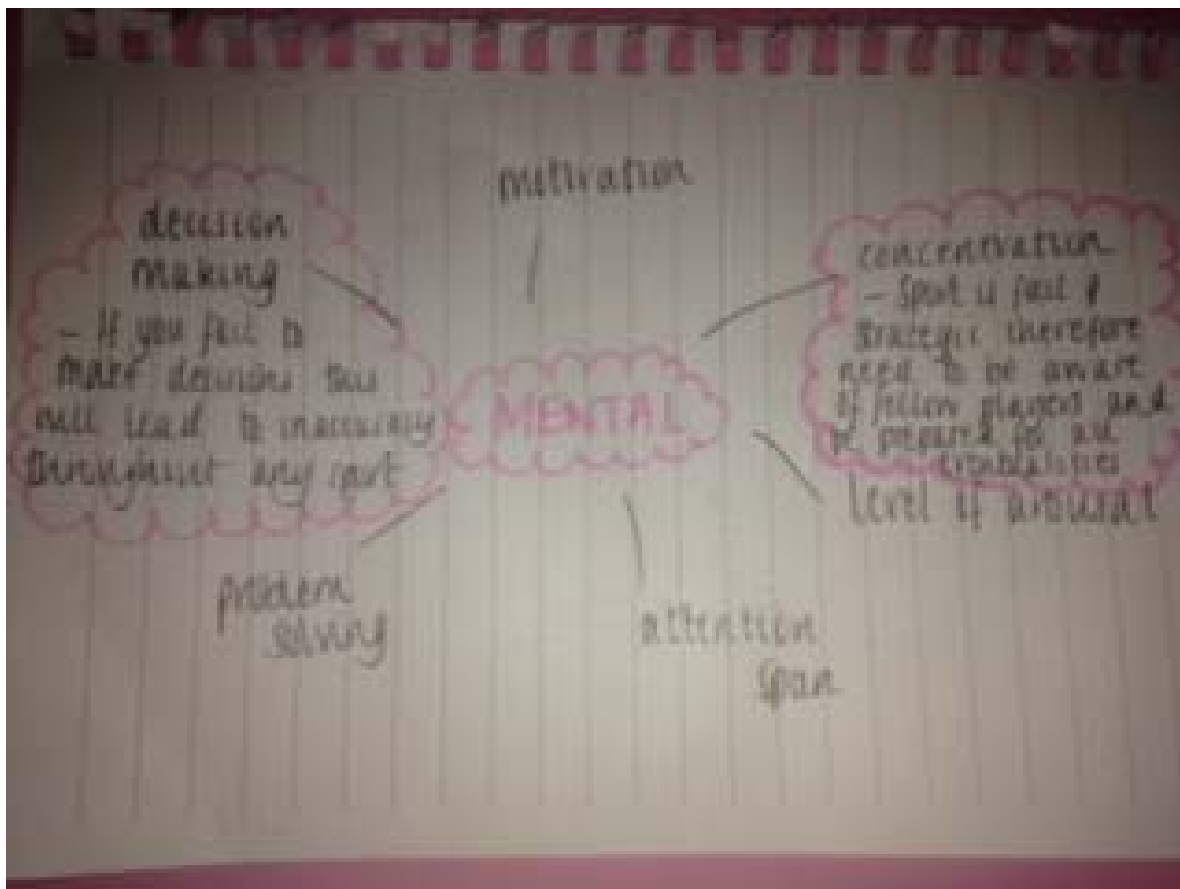 motivation
decision
making
- If you fail to
make decisions this
will lead to inaccuracy
throughout any sport
concentration
- Sport is fast &
strategic therefore
need to be aware
of fellow players and
be prepared for all
MENTAL
level of arousal
problem
solving
attention
span